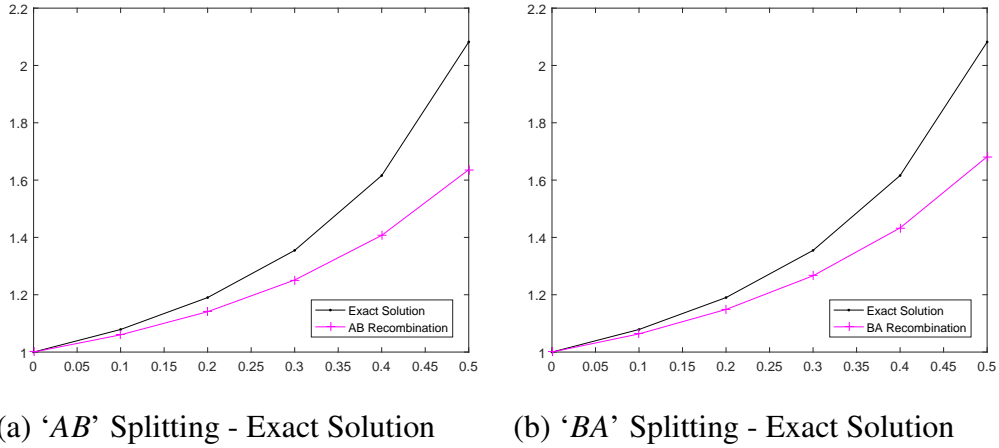 2.2
2
1.8
1.6
1.4
1.2
1
0 0.05 0.1 0.15 0.2 0.25 0.3 0.35 0.4 0.45 0.5
Exact Solution
AB Recombination
(a) ‘AB’ Splitting - Exact Solution
2.2
2
1.8
1.6
1.4
1.2
1
0 0.05 0.1 0.15 0.2 0.25 0.3 0.35 0.4 0.45 0.5
Exact Solution
BA Recombination
(b) ‘BA’ Splitting - Exact Solution